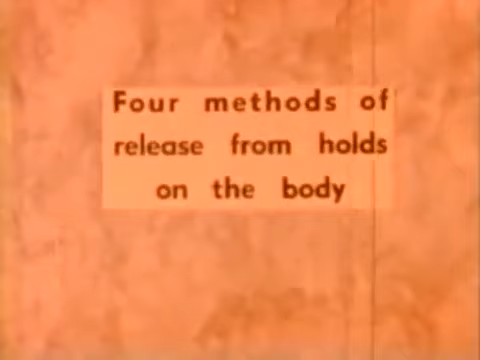 Four methods of
release from holds
on the body